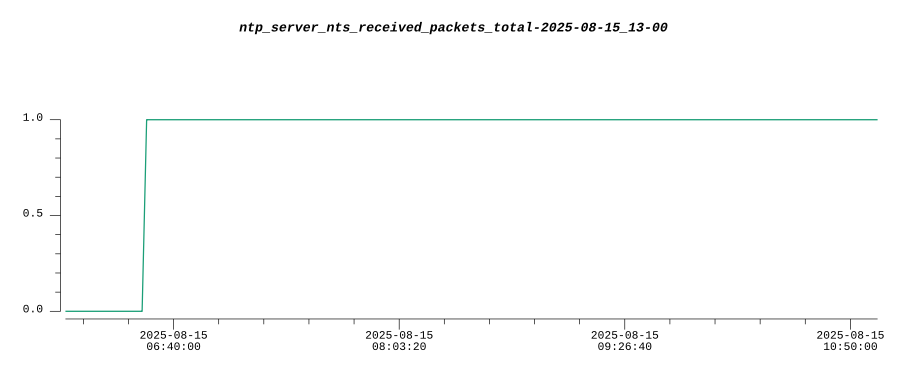 ntp_server_nts_received_packets_total-2025-08-15_13-00
1.0
0.5
0.0
2025-08-15 2025-08-15 2025-08-15 2025-08-15
06:40:00 08:03:20 09:26:40 10:50:00